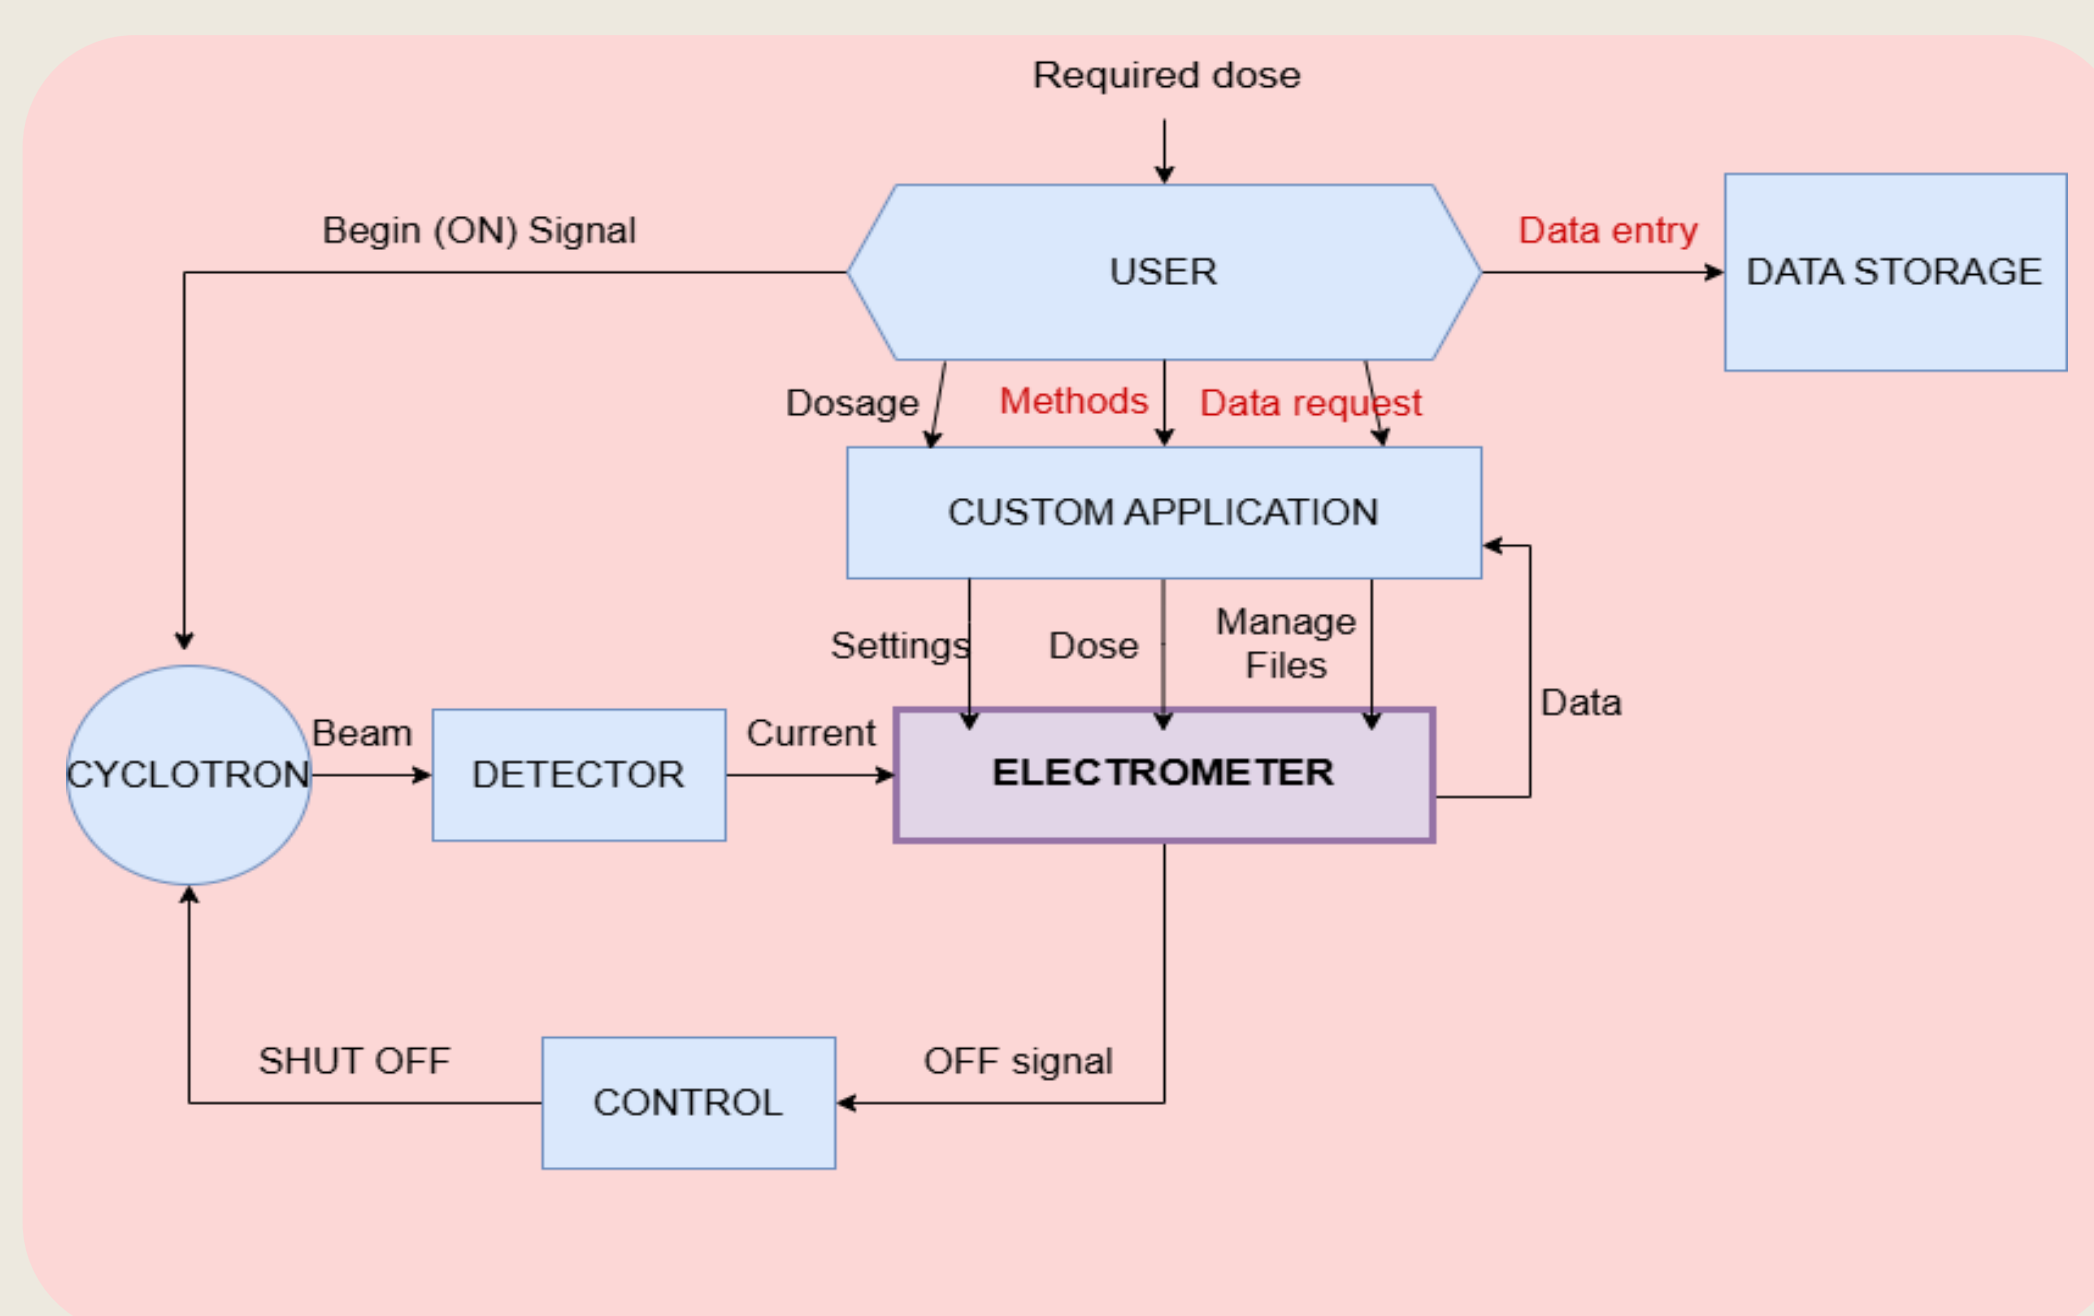 Required dose
Begin (ON) Signal
USER
Data entry
DATA STORAGE
Dosage
Methods
Data request
CUSTOM APPLICATION
Settings
Dose
Manage
Files
Data
CYCLOTRON
Beam
DETECTOR
Current
ELECTROMETER
SHUT OFF
CONTROL
OFF signal